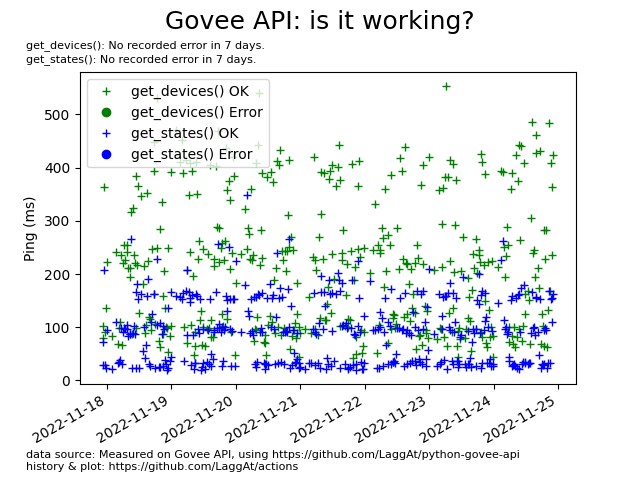 Govee API: is it working?
get_devices(): No recorded error in 7 days.
get_states(): No recorded error in 7 days.
get_devices() OK
get_devices() Error
get_states() OK
get_states() Error
Ping (ms)
500
400
300
200
100
0
2022-11-18
2022-11-19
2022-11-20
2022-11-21
2022-11-22
2022-11-23
2022-11-24
2022-11-25
data source: Measured on Govee API, using https://github.com/LaggAt/python-govee-api
history & plot: https://github.com/LaggAt/actions